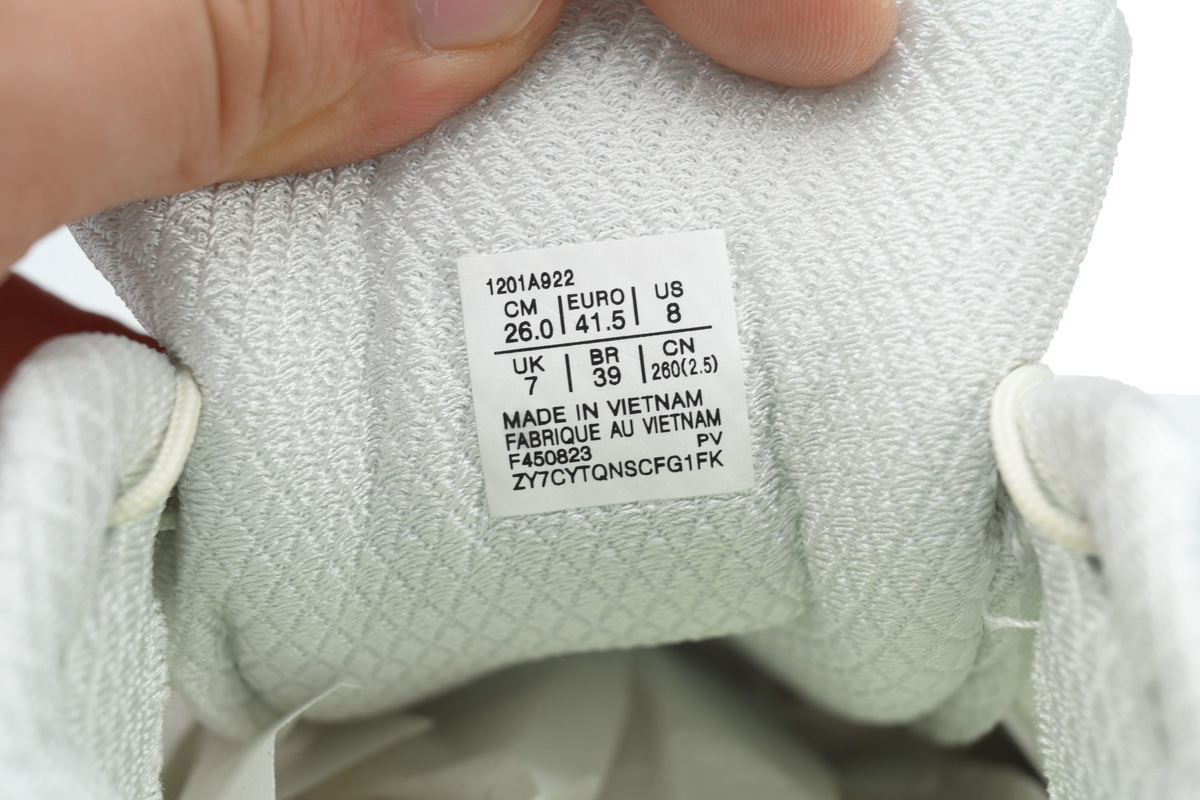 1201A922
CM | EURO | US
26.0 | 41.5 | 8
UK | BR | CN
7 | 39 | 260(2.5)
MADE IN VIETNAM
FABRIQUE AU VIETNAM
F450823 PV
ZY7CYTQNSCFG1FK